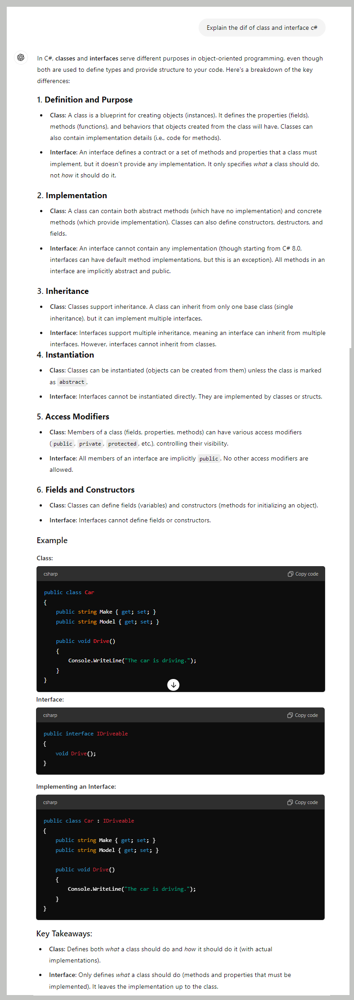 Explain the dif of class and interface c#
In C#, classes and interfaces serve different purposes in object-oriented programming, even though
both are used to define types and provide structure to your code. Here's a breakdown of the key
differences:
1. Definition and Purpose
• Class: A class is a blueprint for creating objects (instances). It defines the properties (fields),
methods (functions), and behaviors that objects created from the class will have. Classes can
also contain implementation details (i.e., code for methods).
• Interface: An interface defines a contract or a set of methods and properties that a class must
implement, but it doesn't provide any implementation. It only specifies what a class should do,
not how it should do it.
2. Implementation
• Class: A class can contain both abstract methods (which have no implementation) and concrete
methods (which provide implementation). Classes can also define constructors, destructors, and
fields.
• Interface: An interface cannot contain any implementation (though starting from C# 8.0,
interfaces can have default method implementations, but this is an exception). All methods in an
interface are implicitly abstract and public.
3. Inheritance
• Class: Classes support inheritance. A class can inherit from only one base class (single
inheritance), but it can implement multiple interfaces.
• Interface: Interfaces support multiple inheritance, meaning an interface can inherit from multiple
interfaces. However, interfaces cannot inherit from classes.
4. Instantiation
• Class: Classes can be instantiated (objects can be created from them) unless the class is marked
as abstract.
• Interface: Interfaces cannot be instantiated directly. They are implemented by classes or structs.
5. Access Modifiers
• Class: Members of a class (fields, properties, methods) can have various access modifiers
(public, private, protected, etc.), controlling their visibility.
• Interface: All members of an interface are implicitly public. No other access modifiers are
allowed.
6. Fields and Constructors
• Class: Classes can define fields (variables) and constructors (methods for initializing an object).
• Interface: Interfaces cannot define fields or constructors.
Example
Class:
csharp Copy code
public class Car
{
public string Make { get; set; }
public string Model { get; set; }
public void Drive()
{
Console.WriteLine("The car is driving.");
}
}
Interface:
csharp Copy code
public interface IDriveable
{
void Drive();
}
Implementing an Interface:
csharp Copy code
public class Car : IDriveable
{
public string Make { get; set; }
public string Model { get; set; }
public void Drive()
{
Console.WriteLine("The car is driving.");
}
}
Key Takeaways:
• Class: Defines both what a class should do and how it should do it (with actual
implementations).
• Interface: Only defines what a class should do (methods and properties that must be
implemented). It leaves the implementation up to the class.